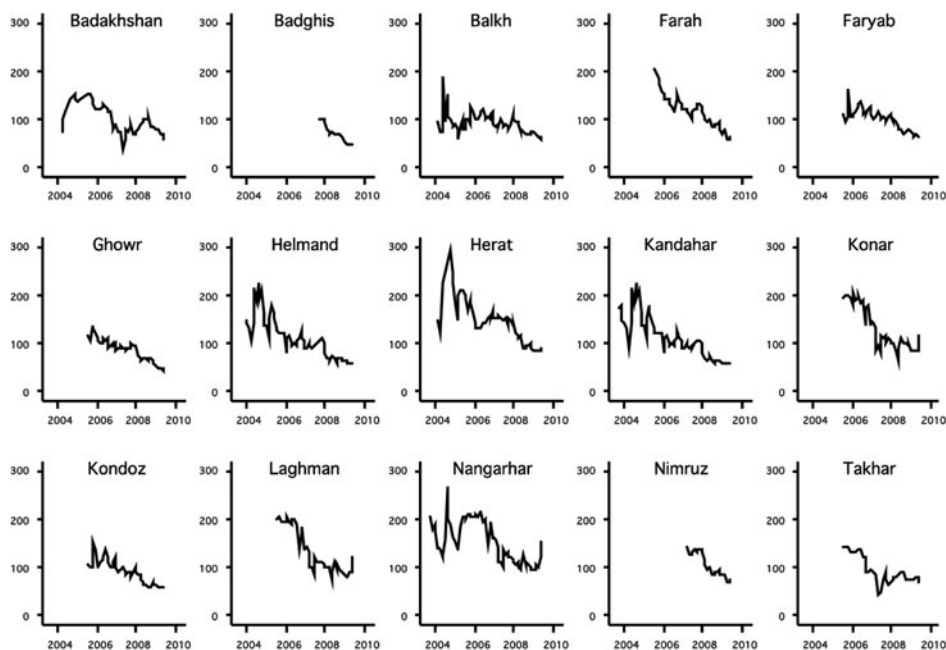 Badakhshan Badghis Balkh Farah Faryab
300 300 300 300 300
200 200 200 200 200
100 100 100 100 100
0 0 0 0 0
2004 2006 2008 2010 2004 2006 2008 2010 2004 2006 2008 2010 2004 2006 2008 2010 2004 2006 2008 2010
Ghowr Helmand Herat Kandahar Konar
300 300 300 300 300
200 200 200 200 200
100 100 100 100 100
0 0 0 0 0
2004 2006 2008 2010 2004 2006 2008 2010 2004 2006 2008 2010 2004 2006 2008 2010 2004 2006 2008 2010
Kondoz Laghman Nangarhar Nimruz Takhar
300 300 300 300 300
200 200 200 200 200
100 100 100 100 100
0 0 0 0 0
2004 2006 2008 2010 2004 2006 2008 2010 2004 2006 2008 2010 2004 2006 2008 2010 2004 2006 2008 2010